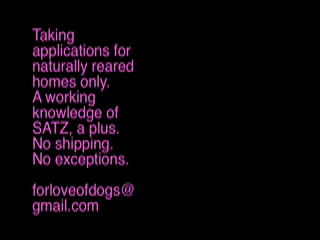 Taking
applications for
naturally reared
homes only.
A working
knowledge of
SATZ, a plus.
No shipping.
No exceptions.
forloveofdogs@
gmail.com